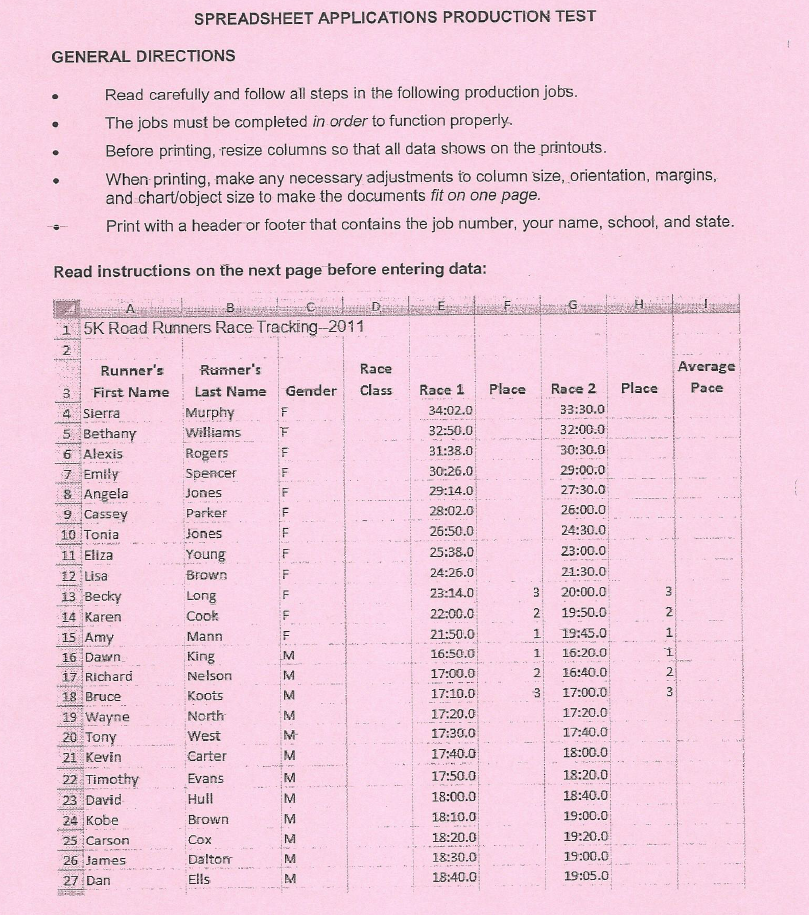 SPREADSHEET APPLICATIONS PRODUCTION TEST
GENERAL DIRECTIONS
• Read carefully and follow all steps in the following production jobs.
• The jobs must be completed in order to function properly.
• Before printing, resize columns so that all data shows on the printouts.
• When printing, make any necessary adjustments to column size, orientation, margins,
and chart/object size to make the documents fit on one page.
• Print with a header or footer that contains the job number, your name, school, and state.
Read instructions on the next page before entering data:
A B C D E F G H I
1 5K Road Runners Race Tracking--2011
2
Runner's Runner's Race Average
3 First Name Last Name Gender Class Race 1 Place Race 2 Place Pace
4 Sierra Murphy F 34:02.0 33:30.0
5 Bethany Williams F 32:50.0 32:00.0
6 Alexis Rogers F 31:38.0 30:30.0
7 Emily Spencer F 30:26.0 29:00.0
8 Angela Jones F 29:14.0 27:30.0
9 Cassey Parker F 28:02.0 26:00.0
10 Tonia Jones F 26:50.0 24:30.0
11 Eliza Young F 25:38.0 23:00.0
12 Lisa Brown F 24:26.0 21:30.0
13 Becky Long F 23:14.0 3 20:00.0 3
14 Karen Cook F 22:00.0 2 19:50.0 2
15 Amy Mann F 21:50.0 1 19:45.0 1
16 Dawn King M 16:50.0 1 16:20.0 1
17 Richard Nelson M 17:00.0 2 16:40.0 2
18 Bruce Koots M 17:10.0 3 17:00.0 3
19 Wayne North M 17:20.0 17:20.0
20 Tony West M 17:30.0 17:40.0
21 Kevin Carter M 17:40.0 18:00.0
22 Timothy Evans M 17:50.0 18:20.0
23 David Hull M 18:00.0 18:40.0
24 Kobe Brown M 18:10.0 19:00.0
25 Carson Cox M 18:20.0 19:20.0
26 James Dalton M 18:30.0 19:00.0
27 Dan Ells M 18:40.0 19:05.0